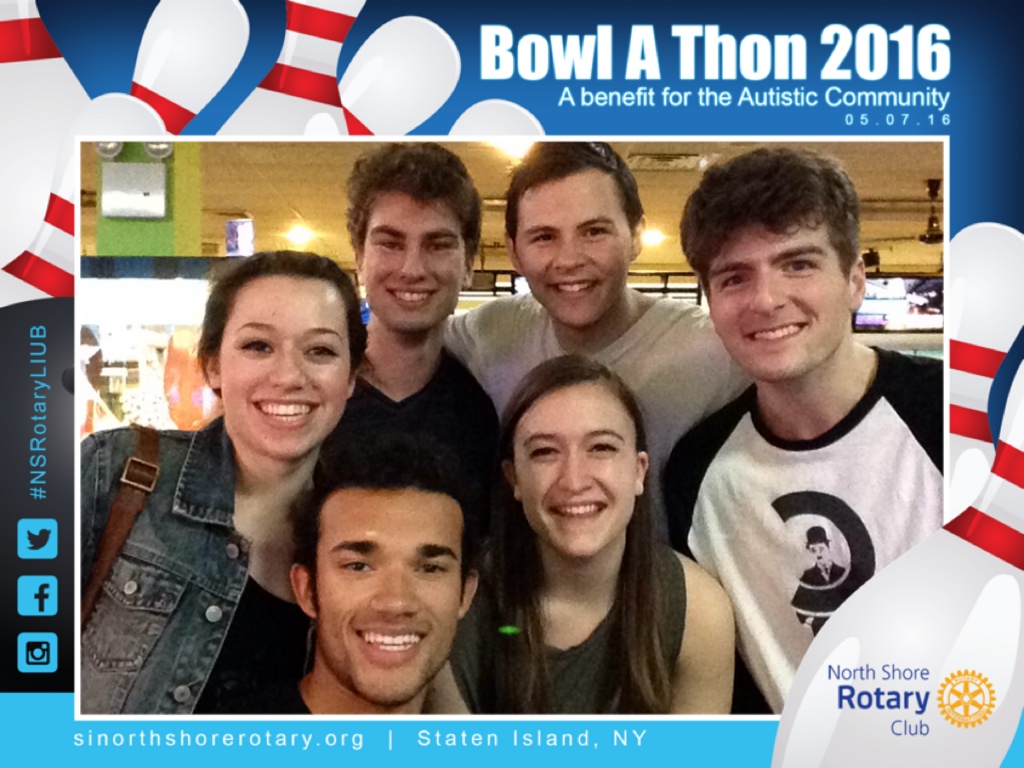 Bowl A Thon 2016
A benefit for the Autistic Community
05.07.16
#NSRotaryLIUB
North Shore
Rotary
Club
sinorthshorerotary.org | Staten Island, NY